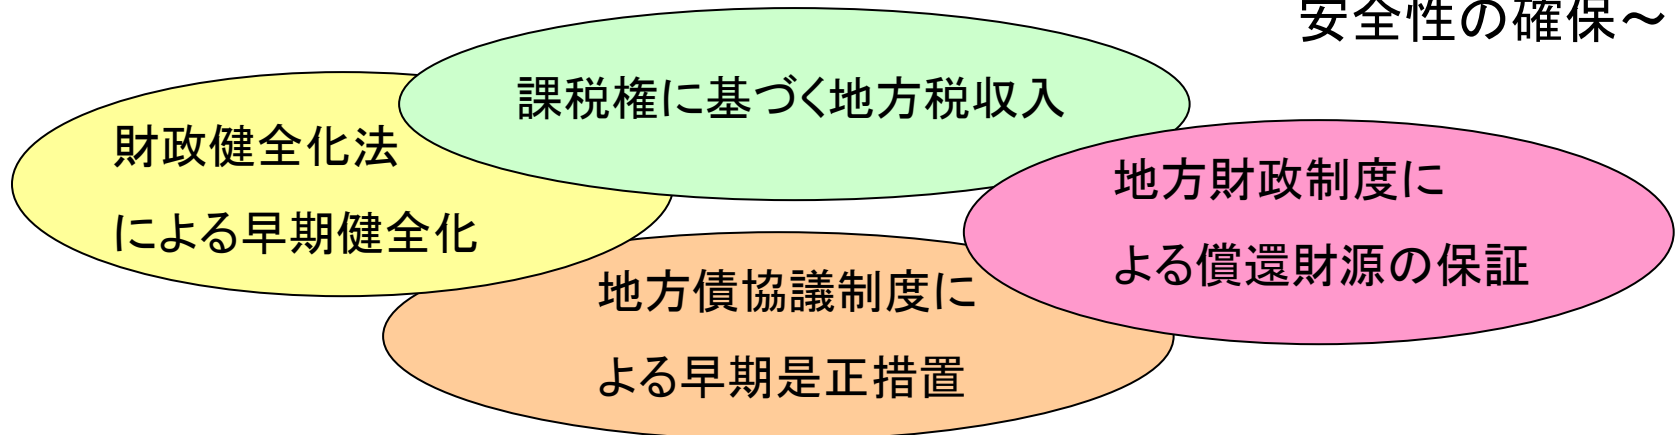 安全性の確保～
課税権に基づく地方税収入
財政健全化法
による早期健全化
地方財政制度に
よる償還財源の保証
地方債協議制度に
よる早期是正措置